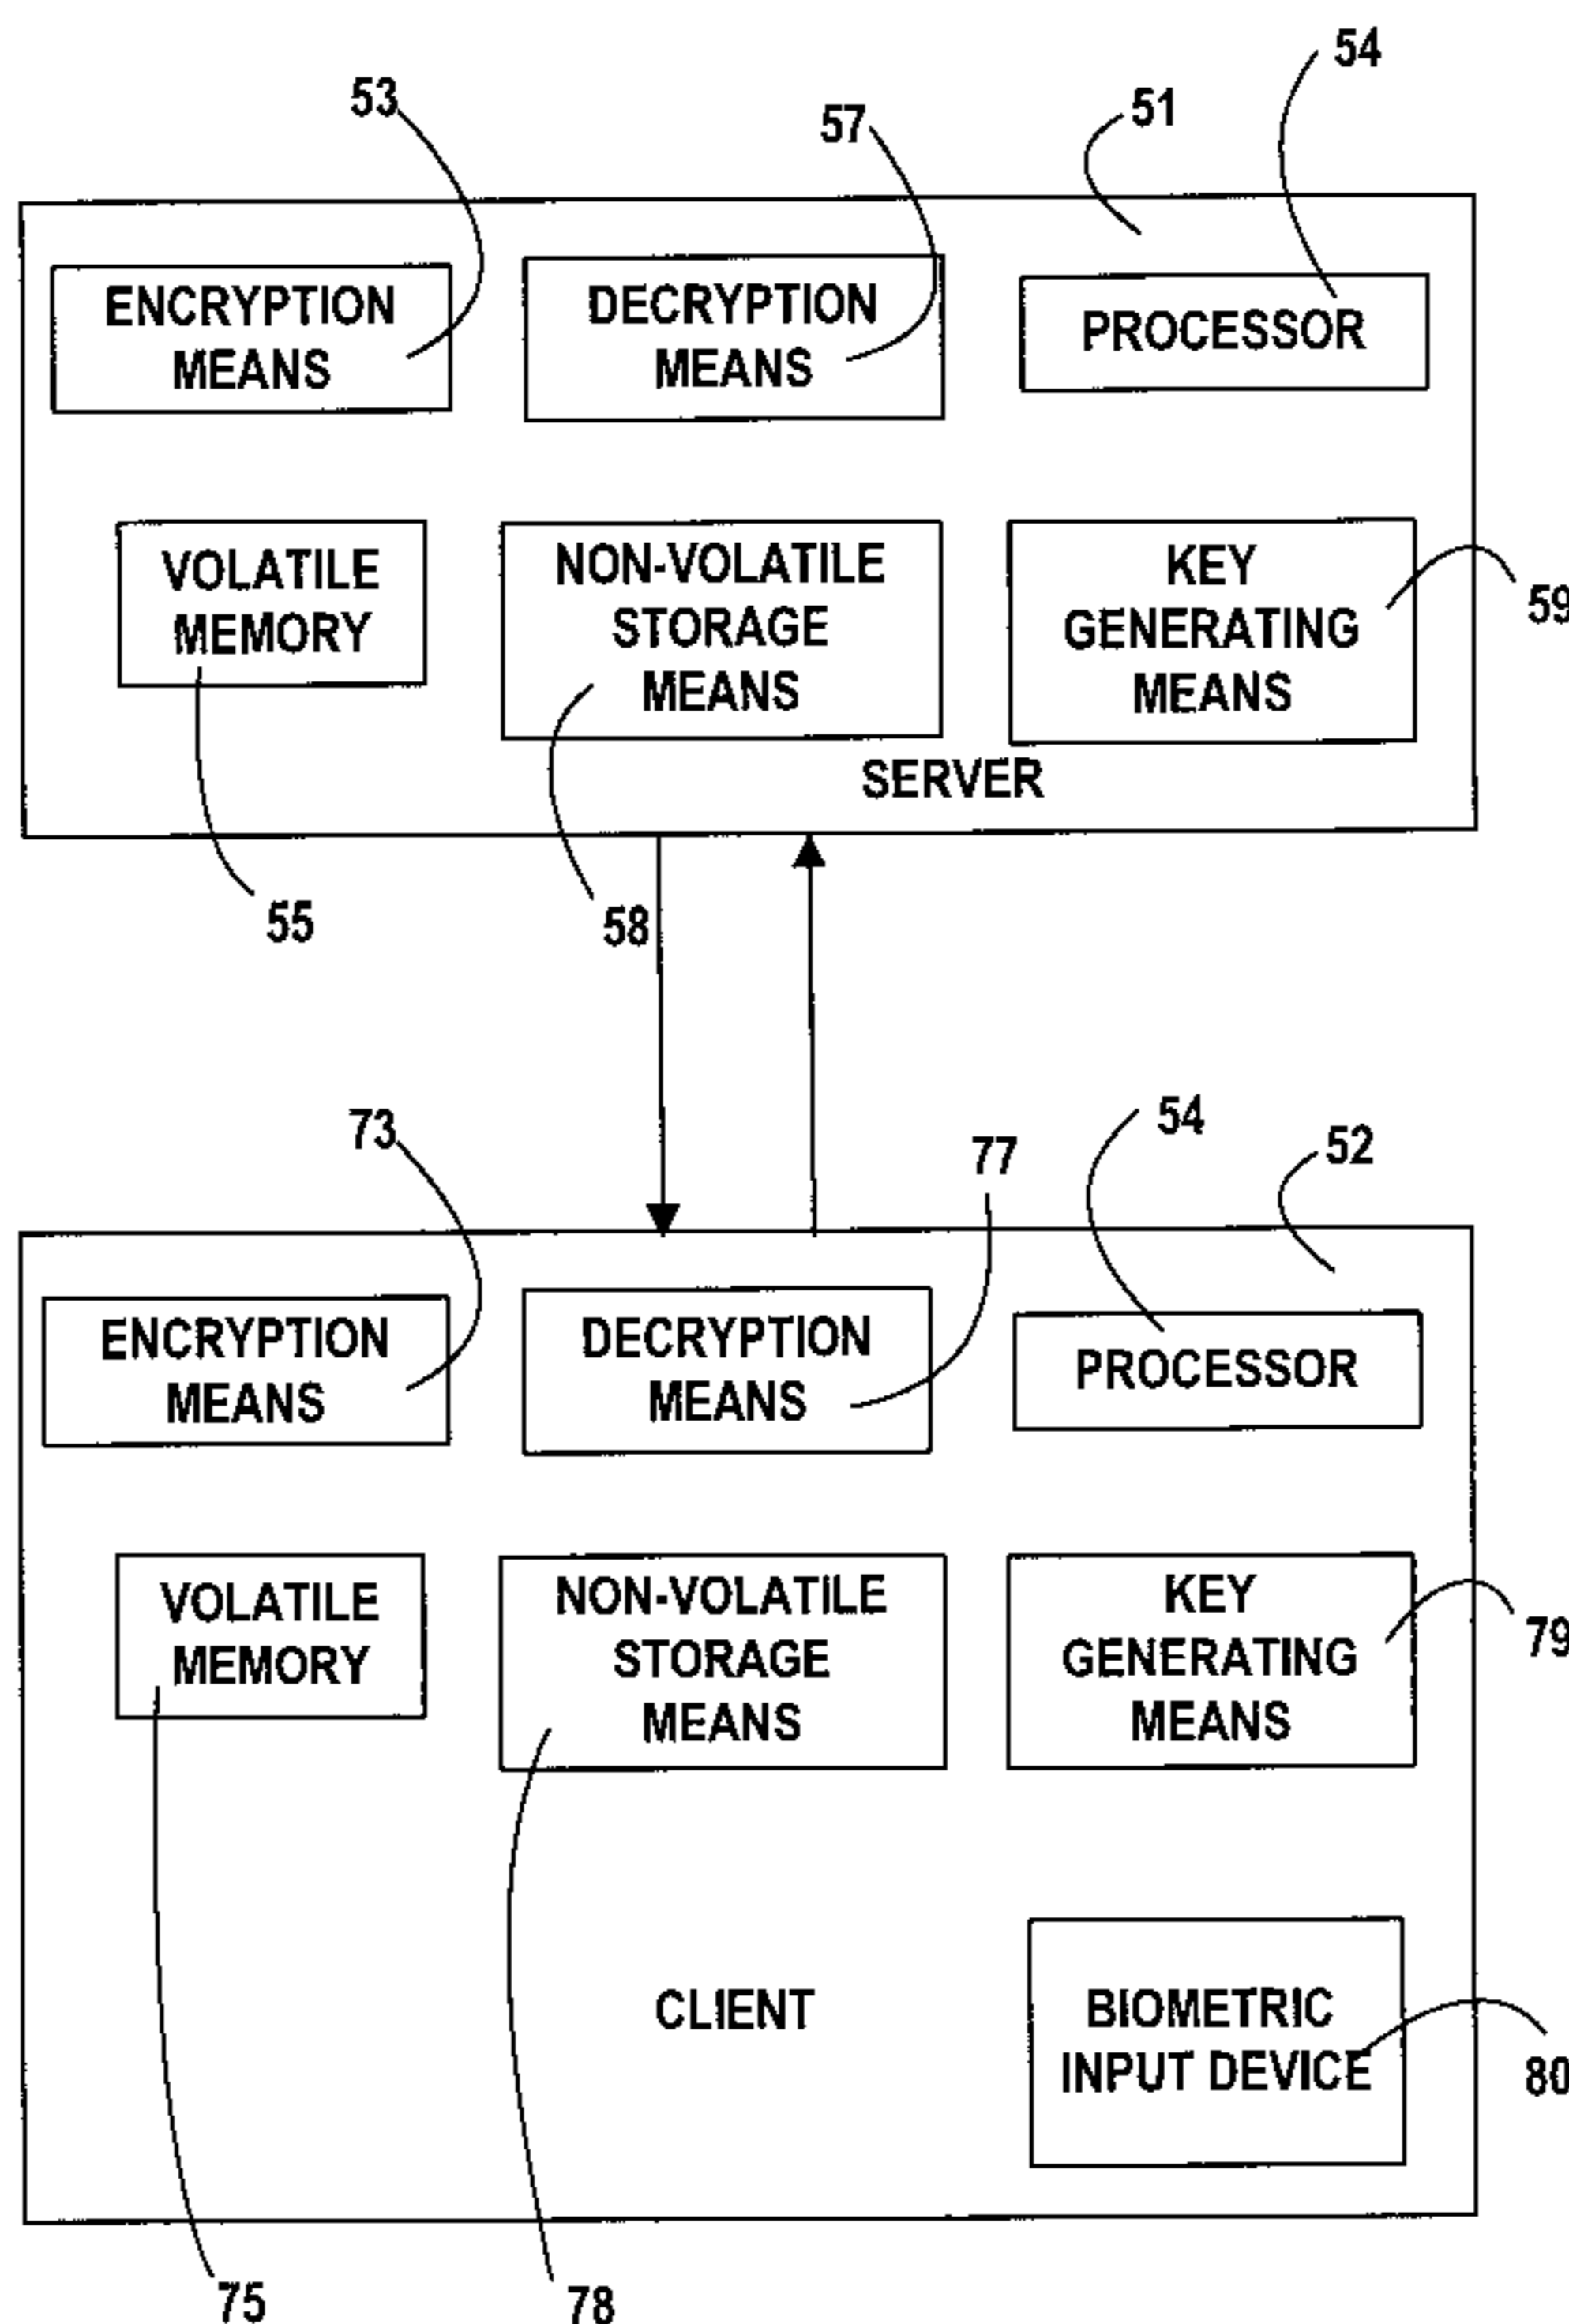 54
53
51
57
ENCRYPTION
MEANS
DECRYPTION
MEANS
PROCESSOR
VOLATILE
MEMORY
NON-VOLATILE
STORAGE
MEANS
KEY
GENERATING
MEANS
59
SERVER
55
58
73
54
52
77
ENCRYPTION
MEANS
DECRYPTION
MEANS
PROCESSOR
VOLATILE
MEMORY
NON-VOLATILE
STORAGE
MEANS
KEY
GENERATING
MEANS
79
CLIENT
BIOMETRIC
INPUT DEVICE
80
75
78